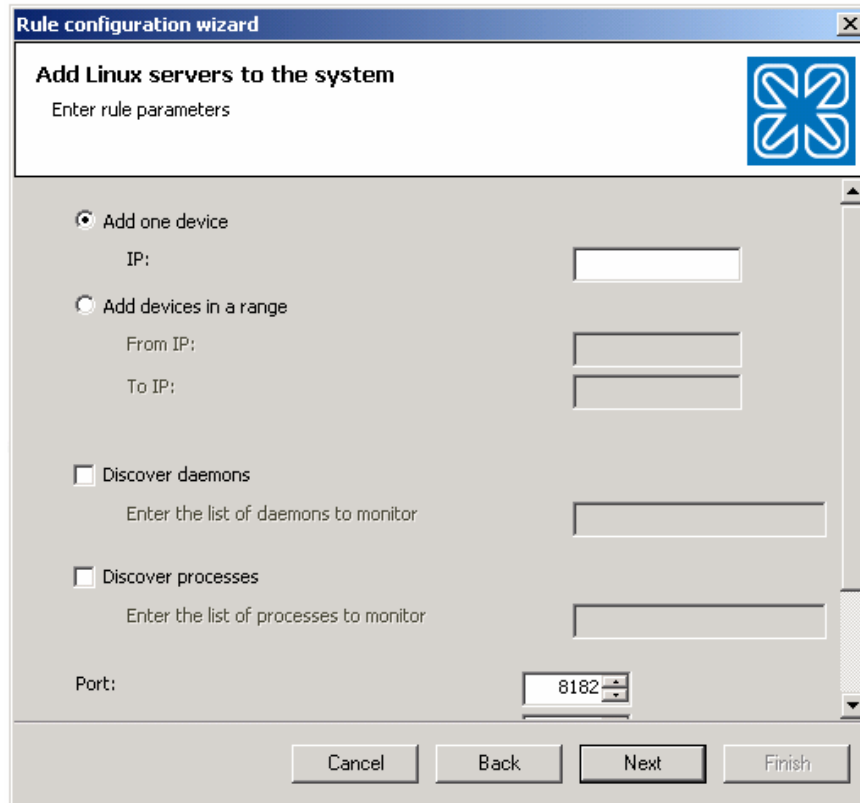 Rule configuration wizard
Add Linux servers to the system
Enter rule parameters
Add one device
IP:
Add devices in a range
From IP:
To IP:
Discover daemons
Enter the list of daemons to monitor
Discover processes
Enter the list of processes to monitor
Port: 8182
Cancel Back Next Finish